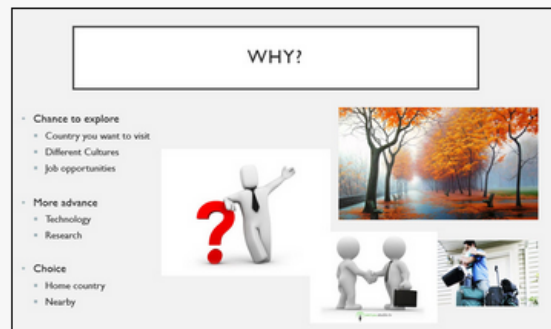 WHY?
Chance to explore
Country you want to visit
Different Cultures
Job opportunities
More advance
Technology
Research
Choice
Home country
Nearby